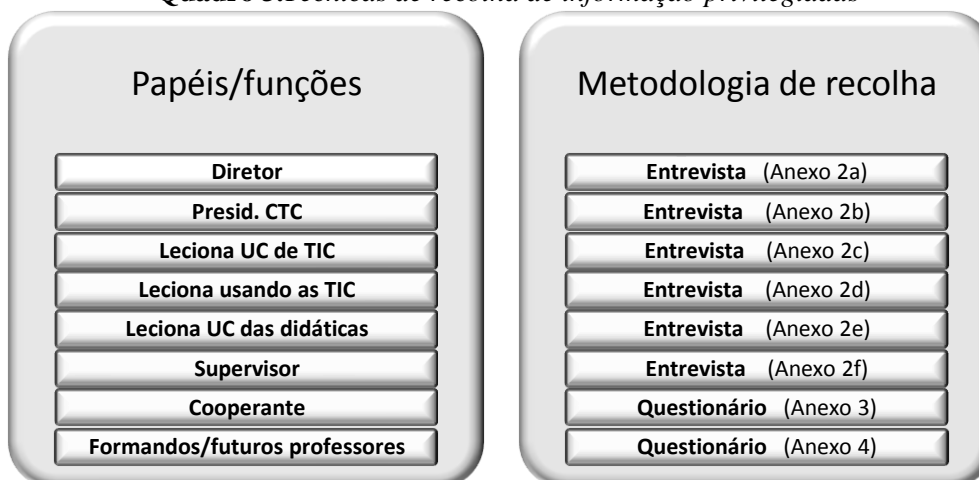 Papéis/funções
Diretor
Presid. CTC
Leciona UC de TIC
Leciona usando as TIC
Leciona UC das didáticas
Supervisor
Cooperante
Formandos/futuros professores
Metodologia de recolha
Entrevista (Anexo 2a)
Entrevista (Anexo 2b)
Entrevista (Anexo 2c)
Entrevista (Anexo 2d)
Entrevista (Anexo 2e)
Entrevista (Anexo 2f)
Questionário (Anexo 3)
Questionário (Anexo 4)